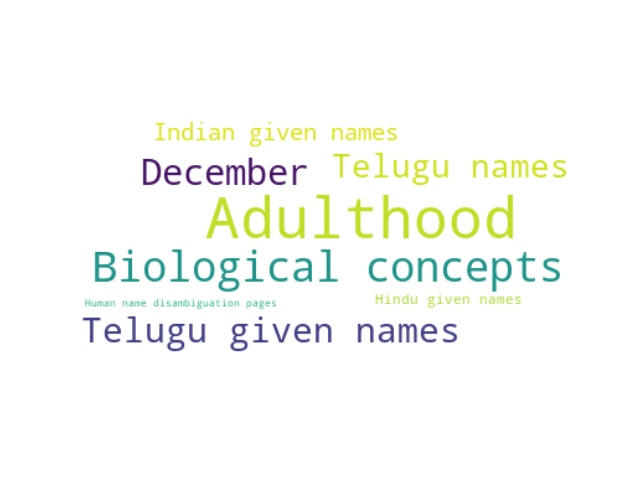 Indian given names
December
Telugu names
Adulthood
Biological concepts
Human name disambiguation pages
Hindu given names
Telugu given names